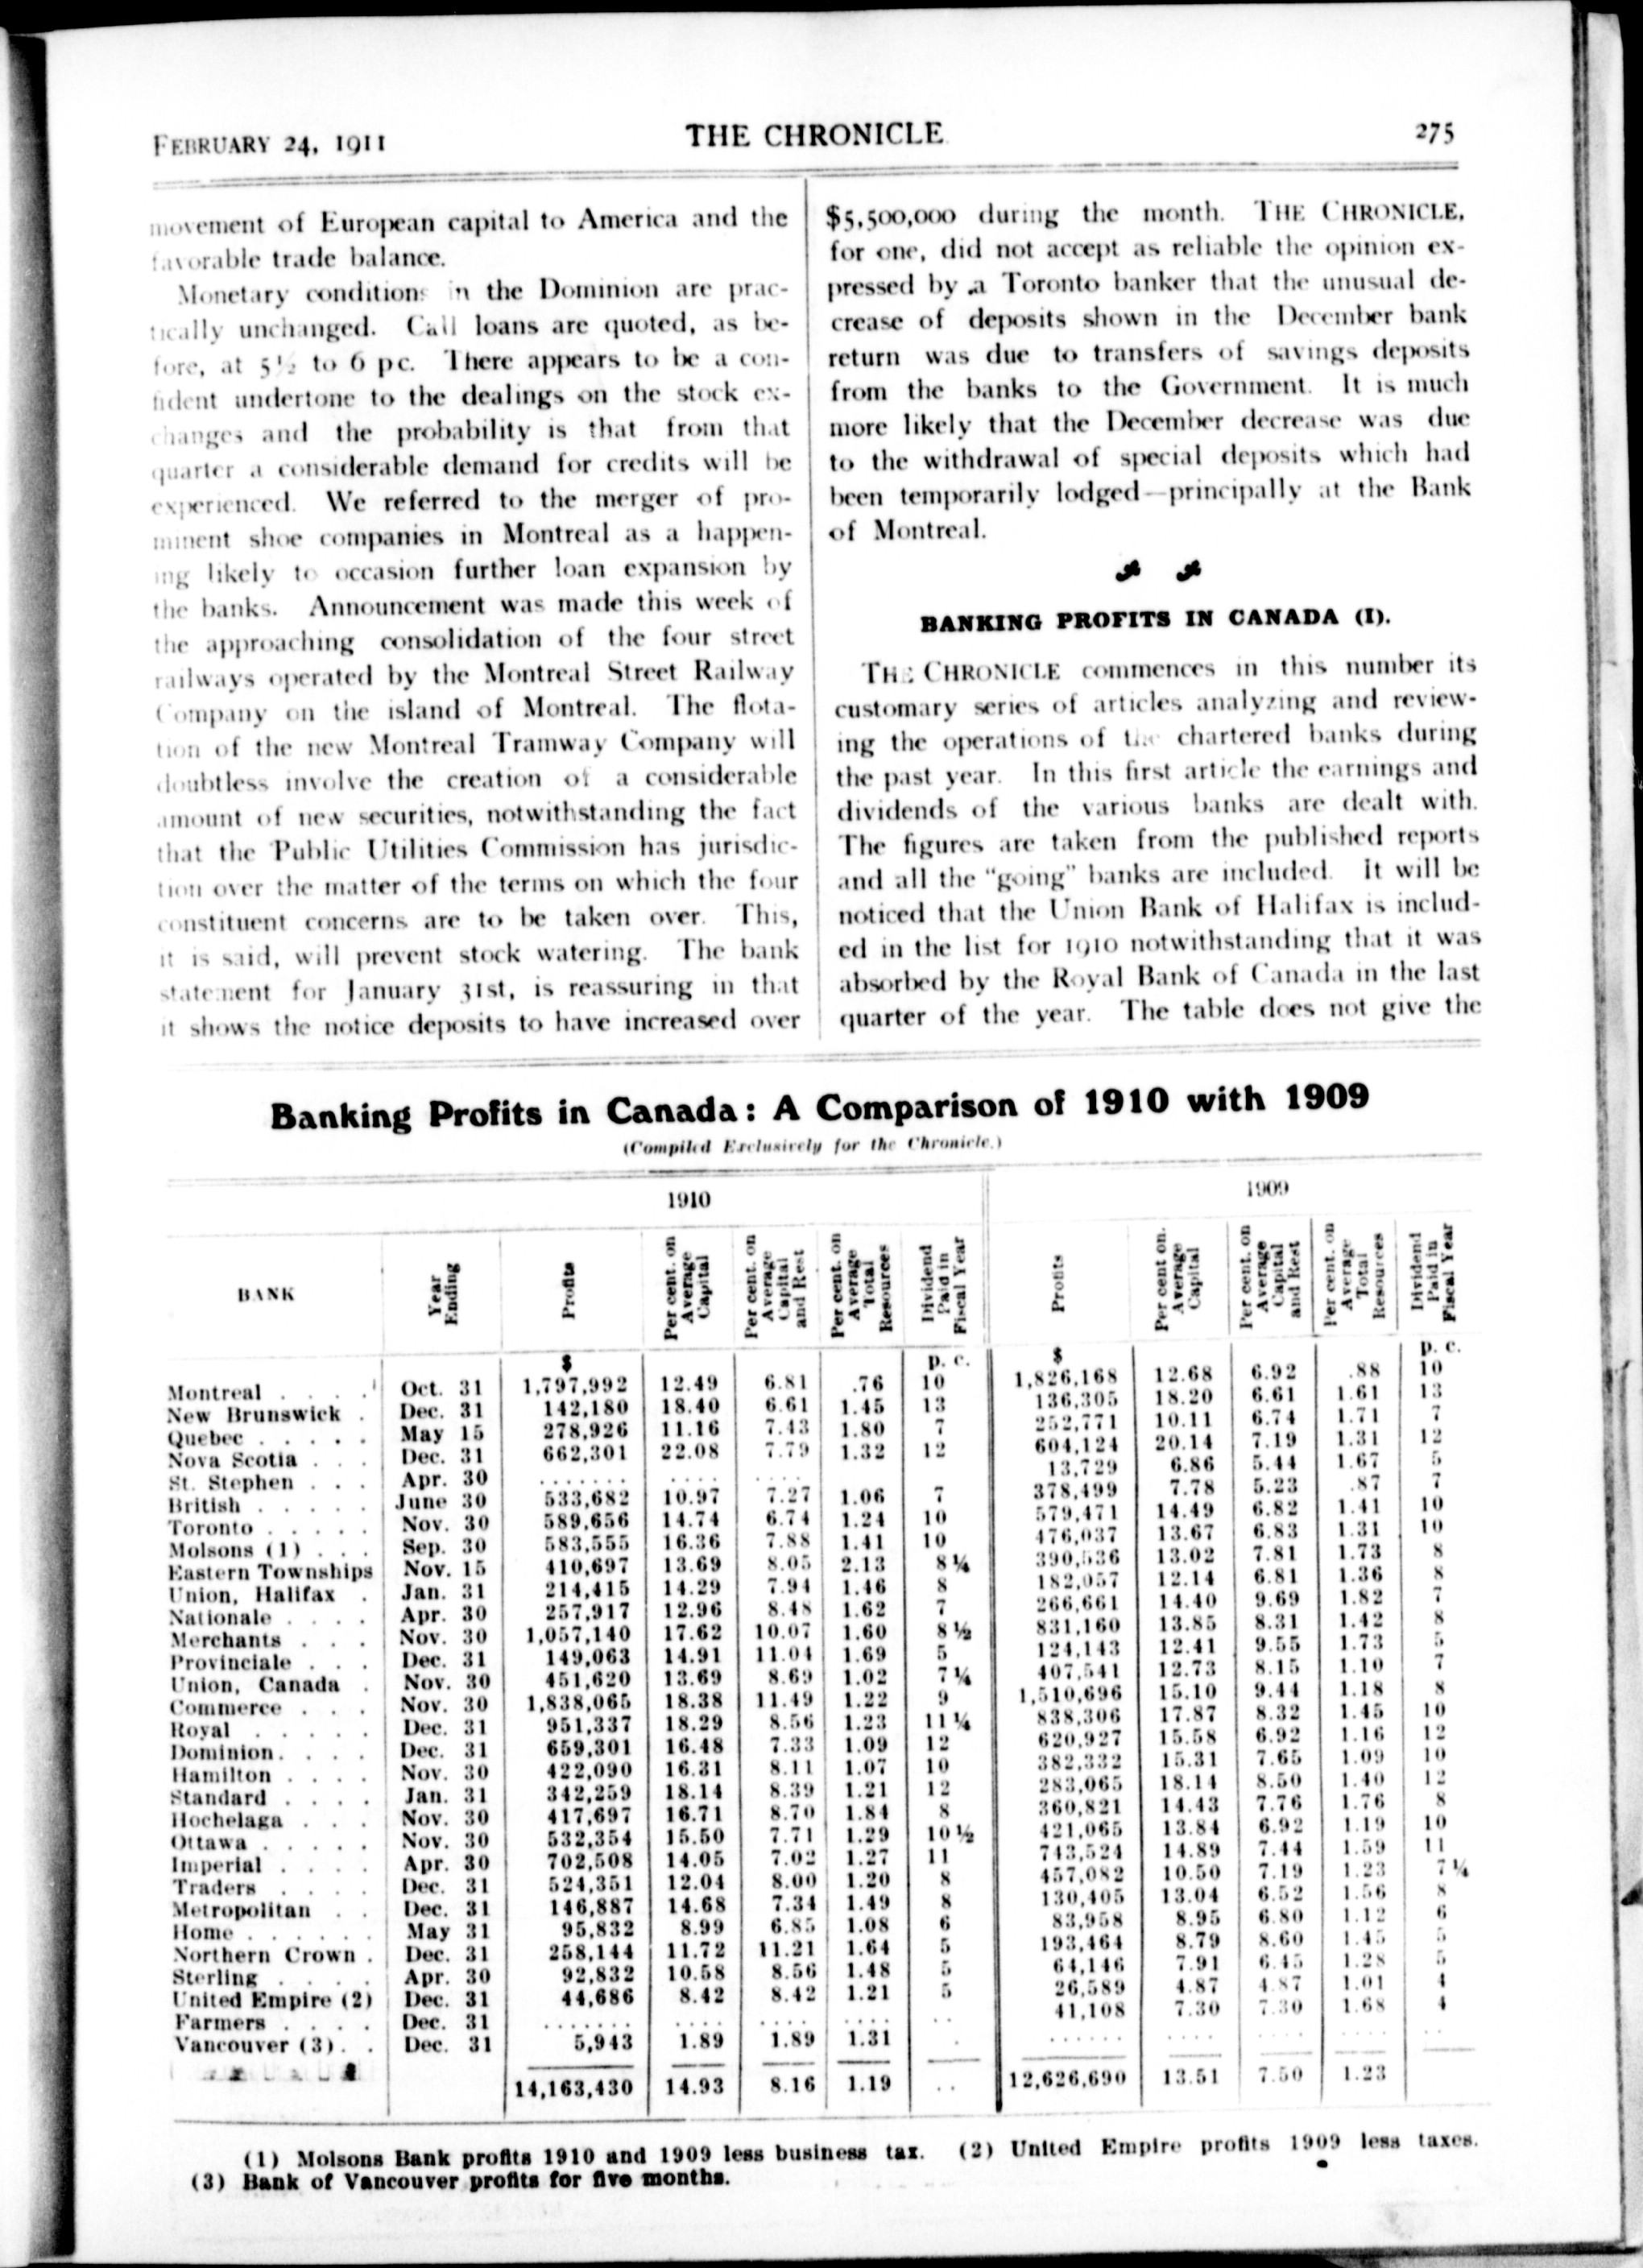 FEBRUARY 24, 1911 THE CHRONICLE 275
movement of European capital to America and the
favorable trade balance.
Monetary conditions in the Dominion are prac-
tically unchanged. Call loans are quoted, as be-
fore, at 5½ to 6 p c. There appears to be a con-
fident undertone to the dealings on the stock ex-
changes and the probability is that from that
quarter a considerable demand for credits will be
experienced. We referred to the merger of pro-
minent shoe companies in Montreal as a happen-
ing likely to occasion further loan expansion by
the banks. Announcement was made this week of
the approaching consolidation of the four street
railways operated by the Montreal Street Railway
Company on the island of Montreal. The flota-
tion of the new Montreal Tramway Company will
doubtless involve the creation of a considerable
amount of new securities, notwithstanding the fact
that the Public Utilities Commission has jurisdic-
tion over the matter of the terms on which the four
constituent concerns are to be taken over. This,
it is said, will prevent stock watering. The bank
statement for January 31st, is reassuring in that
it shows the notice deposits to have increased over
$5,500,000 during the month. THE CHRONICLE,
for one, did not accept as reliable the opinion ex-
pressed by a Toronto banker that the unusual de-
crease of deposits shown in the December bank
return was due to transfers of savings deposits
from the banks to the Government. It is much
more likely that the December decrease was due
to the withdrawal of special deposits which had
been temporarily lodged—principally at the Bank
of Montreal.
BANKING PROFITS IN CANADA (I).
THE CHRONICLE commences in this number its
customary series of articles analyzing and review-
ing the operations of the chartered banks during
the past year. In this first article the earnings and
dividends of the various banks are dealt with.
The figures are taken from the published reports
and all the "going" banks are included. It will be
noticed that the Union Bank of Halifax is includ-
ed in the list for 1910 notwithstanding that it was
absorbed by the Royal Bank of Canada in the last
quarter of the year. The table does not give the
Banking Profits in Canada: A Comparison of 1910 with 1909
(Compiled Exclusively for the Chronicle.)
1910 1909
BANK Year Ending Profits Per cent. on Average Capital Per cent. on Average Capital and Rest Per cent. on Average Total Resources Dividend Paid in Fiscal Year Profits Per cent on. Average Capital Per cent. on Average Capital and Rest Per cent. on Average Total Resources Dividend Paid in Fiscal Year
$ p. c. $ p. c.
Montreal . . . . Oct. 31 1,797,992 12.49 6.81 .76 10 1,826,168 12.68 6.92 .88 10
New Brunswick . Dec. 31 142,180 18.40 6.61 1.45 13 136,305 18.20 6.61 1.61 13
Quebec . . . . . May 15 278,926 11.16 7.43 1.80 7 252,771 10.11 6.74 1.71 7
Nova Scotia . . . Dec. 31 662,301 22.08 7.79 1.32 12 604,124 20.14 7.19 1.31 12
St. Stephen . . . Apr. 30 . . . . . . . . . . . . . . . 13,729 6.86 5.44 1.67 5
British . . . . . June 30 533,682 10.97 7.27 1.06 7 378,499 7.78 5.23 .87 7
Toronto . . . . . Nov. 30 589,656 14.74 6.74 1.24 10 579,471 14.49 6.82 1.41 10
Molsons (1) . . . Sep. 30 583,555 16.36 7.88 1.41 10 476,037 13.67 6.83 1.31 10
Eastern Townships Nov. 15 410,697 13.69 8.05 2.13 8¼ 390,536 13.02 7.81 1.73 8
Union, Halifax . Jan. 31 214,415 14.29 7.94 1.46 8 182,057 12.14 6.81 1.36 8
Nationale . . . . Apr. 30 257,917 12.96 8.48 1.62 7 266,661 14.40 9.69 1.82 7
Merchants . . . Nov. 30 1,057,140 17.62 10.07 1.60 8½ 831,160 13.85 8.31 1.42 8
Provinciale . . . Dec. 31 149,063 14.91 11.04 1.69 5 124,143 12.41 9.55 1.73 5
Union, Canada . Nov. 30 451,620 13.69 8.69 1.02 7¼ 407,541 12.73 8.15 1.10 7
Commerce . . . Nov. 30 1,838,065 18.38 11.49 1.22 9 1,510,696 15.10 9.44 1.18 8
Royal . . . . . Dec. 31 951,337 18.29 8.56 1.23 11¼ 838,306 17.87 8.32 1.45 10
Dominion. . . . Dec. 31 659,301 16.48 7.33 1.09 12 620,927 15.58 6.92 1.16 12
Hamilton . . . . Nov. 30 422,090 16.31 8.11 1.07 10 382,332 15.31 7.65 1.09 10
Standard . . . . Jan. 31 342,259 18.14 8.39 1.21 12 283,065 18.14 8.50 1.40 12
Hochelaga . . . Nov. 30 417,697 16.71 8.70 1.84 8 360,821 14.43 7.76 1.76 8
Ottawa . . . . . Nov. 30 532,354 15.50 7.71 1.29 10½ 421,065 13.84 6.92 1.19 10
Imperial . . . . Apr. 30 702,508 14.05 7.02 1.27 11 743,524 14.89 7.44 1.59 11
Traders . . . . Dec. 31 524,351 12.04 8.00 1.20 8 457,082 10.50 7.19 1.23 7¼
Metropolitan . . Dec. 31 146,887 14.68 7.34 1.49 8 130,405 13.04 6.52 1.56 8
Home . . . . . . May 31 95,832 8.99 6.85 1.08 6 83,958 8.95 6.80 1.12 6
Northern Crown . Dec. 31 258,144 11.72 11.21 1.64 5 193,464 8.79 8.60 1.45 5
Sterling . . . . Apr. 30 92,832 10.58 8.56 1.48 5 64,146 7.91 6.45 1.28 5
United Empire (2) Dec. 31 44,686 8.42 8.42 1.21 5 26,589 4.87 4.87 1.01 4
Farmers . . . . Dec. 31 . . . . . . . . . . . . . . . . . . . . . 41,108 7.30 7.30 1.68 4
Vancouver (3) . . Dec. 31 5,943 1.89 1.89 1.31 . . . . . . . . . . . . . . . . . . . . .
14,163,430 14.93 8.16 1.19 . . 12,626,690 13.51 7.50 1.23
(1) Molsons Bank profits 1910 and 1909 less business tax. (2) United Empire profits 1909 less taxes.
(3) Bank of Vancouver profits for five months.